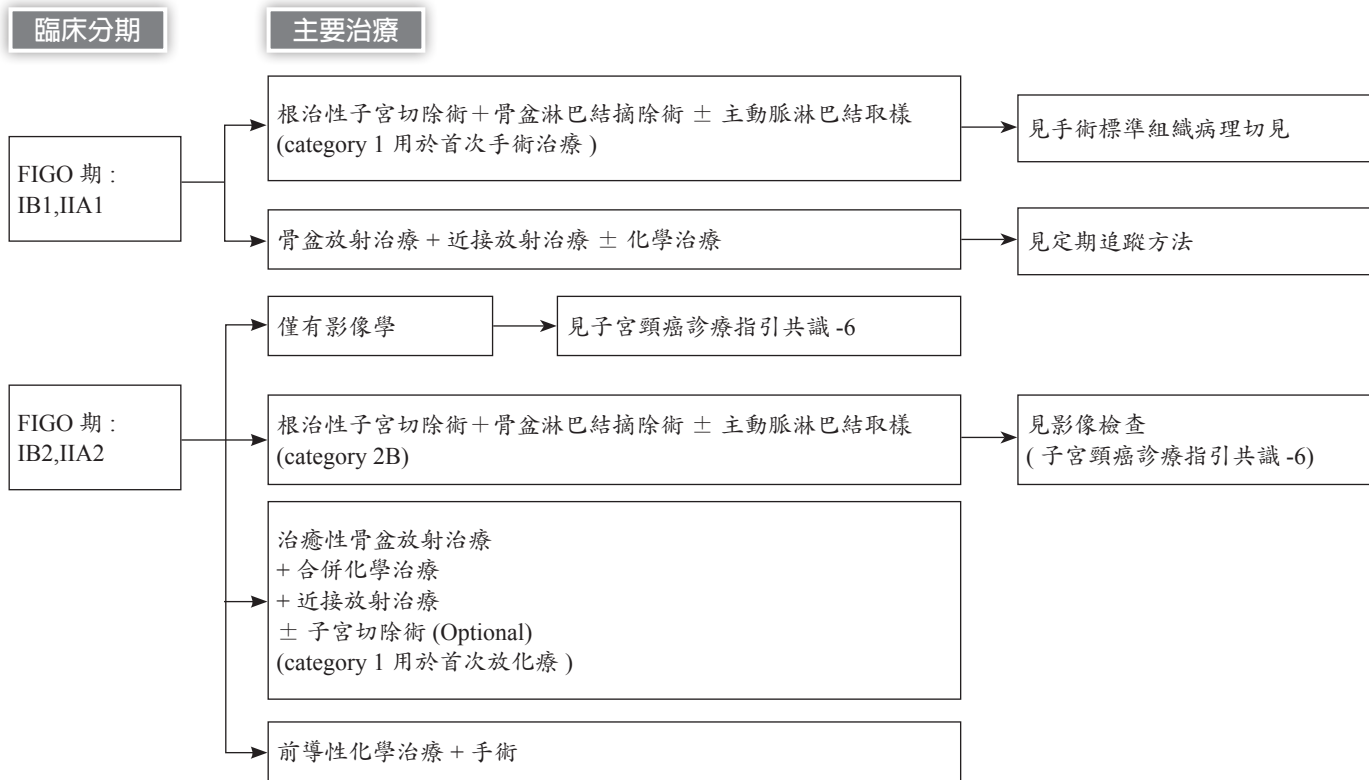 臨床分期
主要治療
FIGO 期 :
IB1,IIA1
根治性子宮切除術＋骨盆淋巴結摘除術 ± 主動脈淋巴結取樣
(category 1 用於首次手術治療 )
見手術標準組織病理切見
骨盆放射治療 + 近接放射治療 ± 化學治療
見定期追蹤方法
FIGO 期 :
IB2,IIA2
僅有影像學
見子宮頸癌診療指引共識 -6
根治性子宮切除術＋骨盆淋巴結摘除術 ± 主動脈淋巴結取樣
(category 2B)
見影像檢查
( 子宮頸癌診療指引共識 -6)
治癒性骨盆放射治療
+ 合併化學治療
+ 近接放射治療
± 子宮切除術 (Optional)
(category 1 用於首次放化療 )
前導性化學治療 + 手術